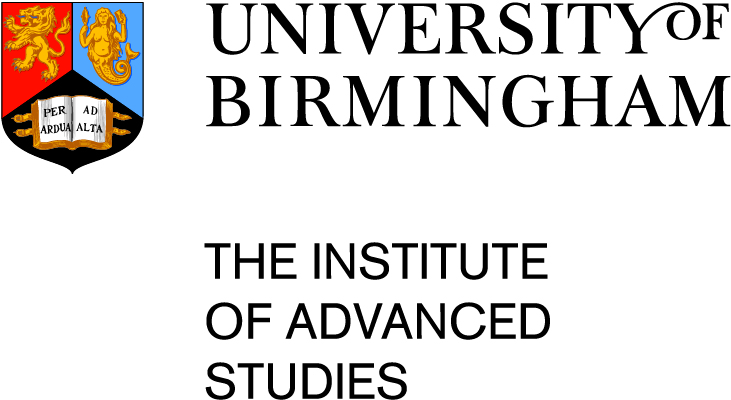 UNIVERSITY OF
BIRMINGHAM
PER AD
ARDUA ALTA
THE INSTITUTE
OF ADVANCED
STUDIES